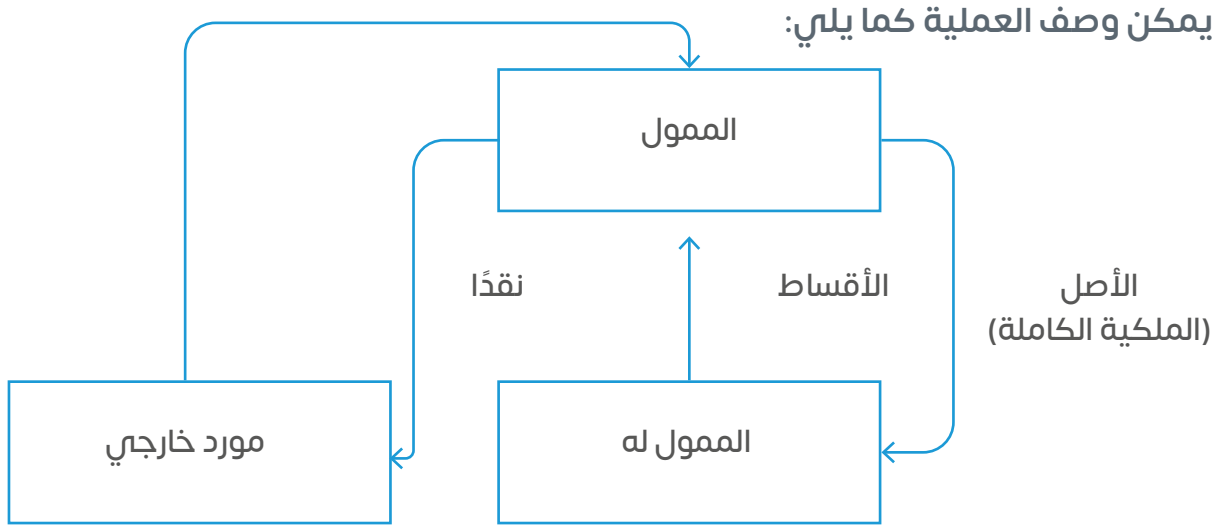 يمكن وصف العملية كما يلي:
الممول
الأصل
(الملكية الكاملة)
الأقساط
نقدًا
الممول له
مورد خارجي